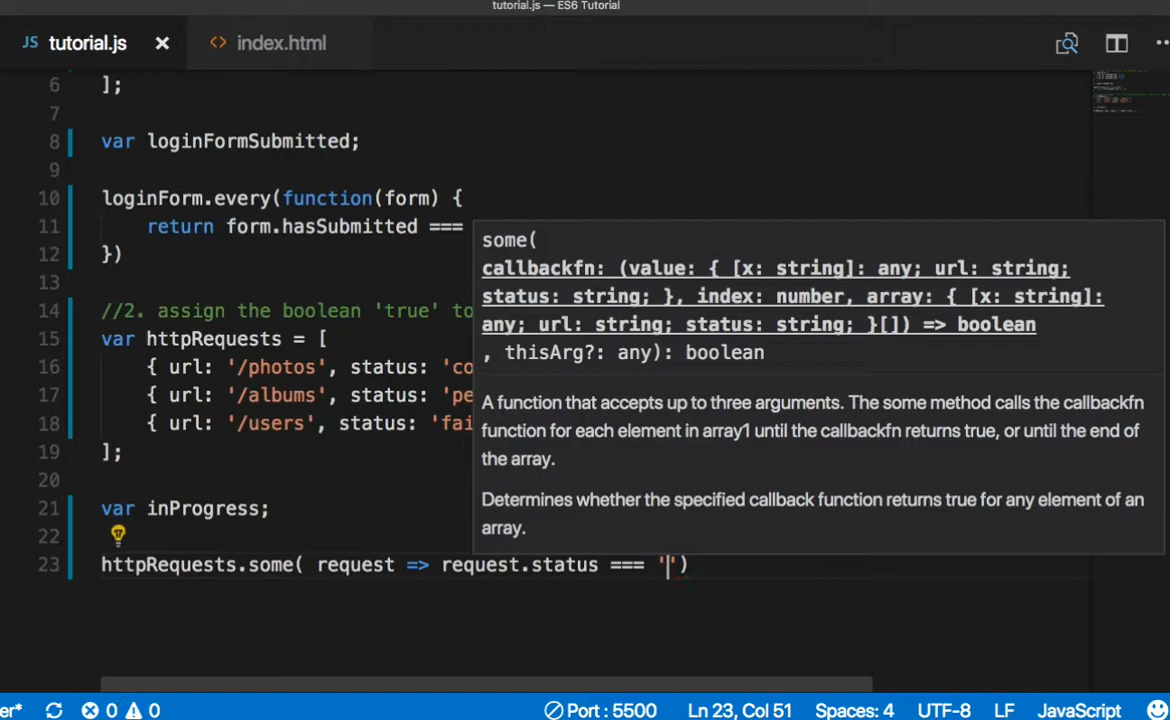 tutorial.js — ES6 Tutorial
JS tutorial.js × <> index.html
6 ];
7
8 var loginFormSubmitted;
9
10 loginForm.every(function(form) {
11 return form.hasSubmitted ===
12 })
13
14 //2. assign the boolean 'true' to
15 var httpRequests = [
16 { url: '/photos', status: 'co
17 { url: '/albums', status: 'pe
18 { url: '/users', status: 'fai
19 ];
20
21 var inProgress;
22
23 httpRequests.some( request => request.status === '')
some(
callbackfn: (value: { [x: string]: any; url: string;
status: string; }, index: number, array: { [x: string]:
any; url: string; status: string; }[]) => boolean
, thisArg?: any): boolean
A function that accepts up to three arguments. The some method calls the callbackfn
function for each element in array1 until the callbackfn returns true, or until the end of
the array.
Determines whether the specified callback function returns true for any element of an
array.
er* 0 0 Port : 5500 Ln 23, Col 51 Spaces: 4 UTF-8 LF JavaScript